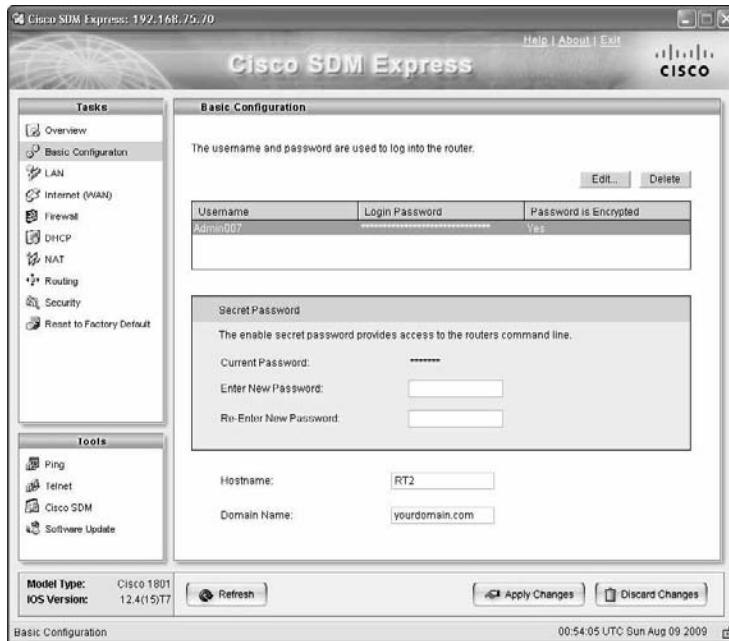 Cisco SDM Express: 192.168.75.70
Help | About | Exit
Cisco SDM Express
CISCO
Tasks
Overview
Basic Configuraton
LAN
Internet (WAN)
Firewall
DHCP
NAT
Routing
Security
Reset to Factory Default
Tools
Ping
Telnet
Cisco SDM
Software Update
Model Type: Cisco 1801
IOS Version: 12.4(15)T7
Basic Configuration
The username and password are used to log into the router.
Edit... Delete
Username Login Password Password is Encrypted
Admin007 ******************************** Yes
Secret Password
The enable secret password provides access to the routers command line.
Current Password: *******
Enter New Password:
Re-Enter New Password:
Hostname: RT2
Domain Name: yourdomain.com
Refresh Apply Changes Discard Changes
Basic Configuration 00:54:05 UTC Sun Aug 09 2009